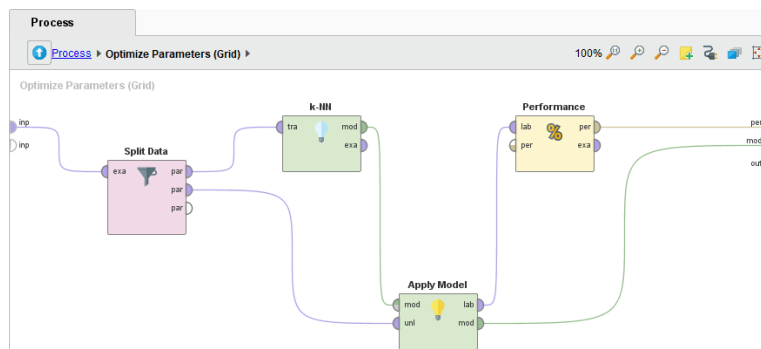 Process
Process ▸ Optimize Parameters (Grid) ▸
100%
Optimize Parameters (Grid)
inp
inp
Split Data
exa
par
par
par
k-NN
tra
mod
exa
Performance
%
lab
per
per
exa
Apply Model
mod
lab
unl
mod
per
mod
out